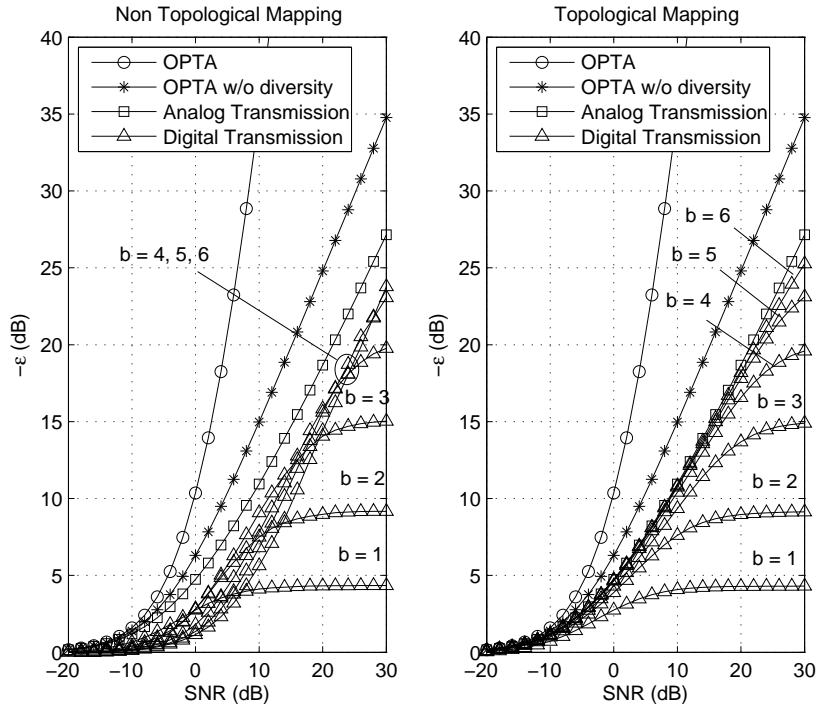 Non Topological Mapping
40
35
30
25
20
15
10
5
0
−20
−10
0
10
20
30
SNR (dB)
−ε (dB)
OPTA
OPTA w/o diversity
Analog Transmission
Digital Transmission
b = 4, 5, 6
b = 3
b = 2
b = 1
Topological Mapping
40
35
30
25
20
15
10
5
0
−20
−10
0
10
20
30
SNR (dB)
OPTA
OPTA w/o diversity
Analog Transmission
Digital Transmission
b = 6
b = 5
b = 4
b = 3
b = 2
b = 1